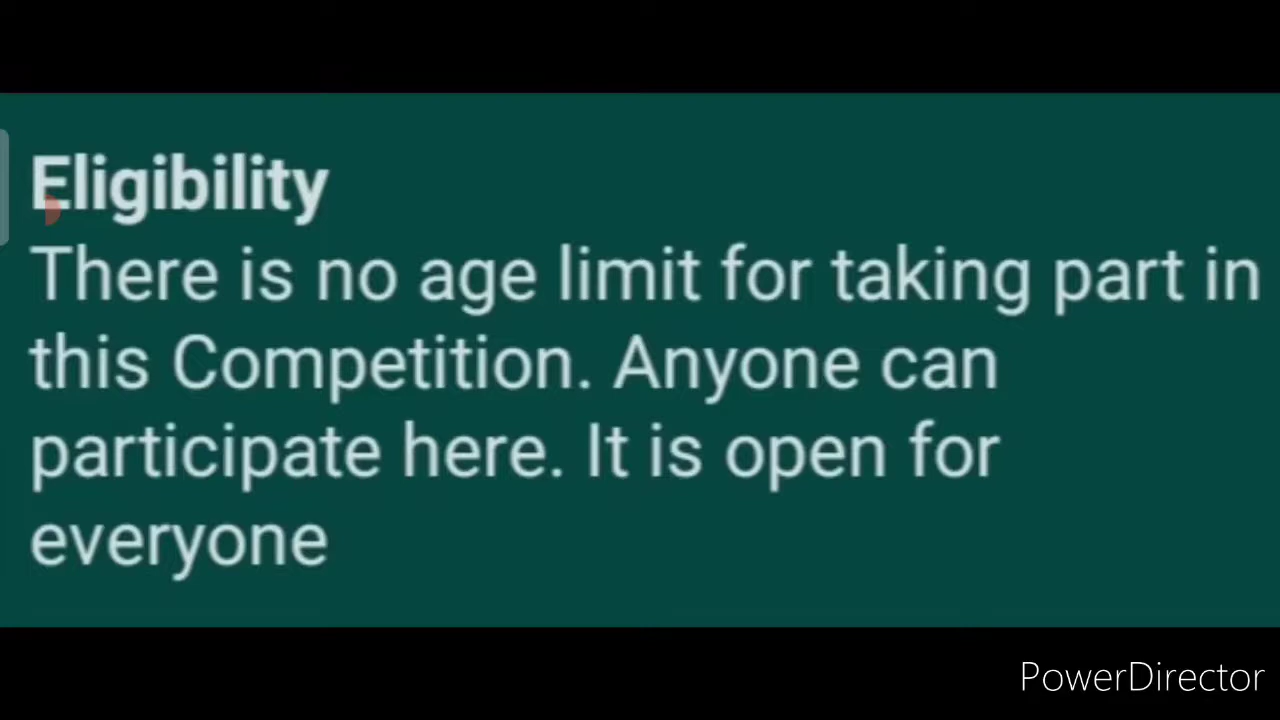 Eligibility
There is no age limit for taking part in
this Competition. Anyone can
participate here. It is open for
everyone
PowerDirector